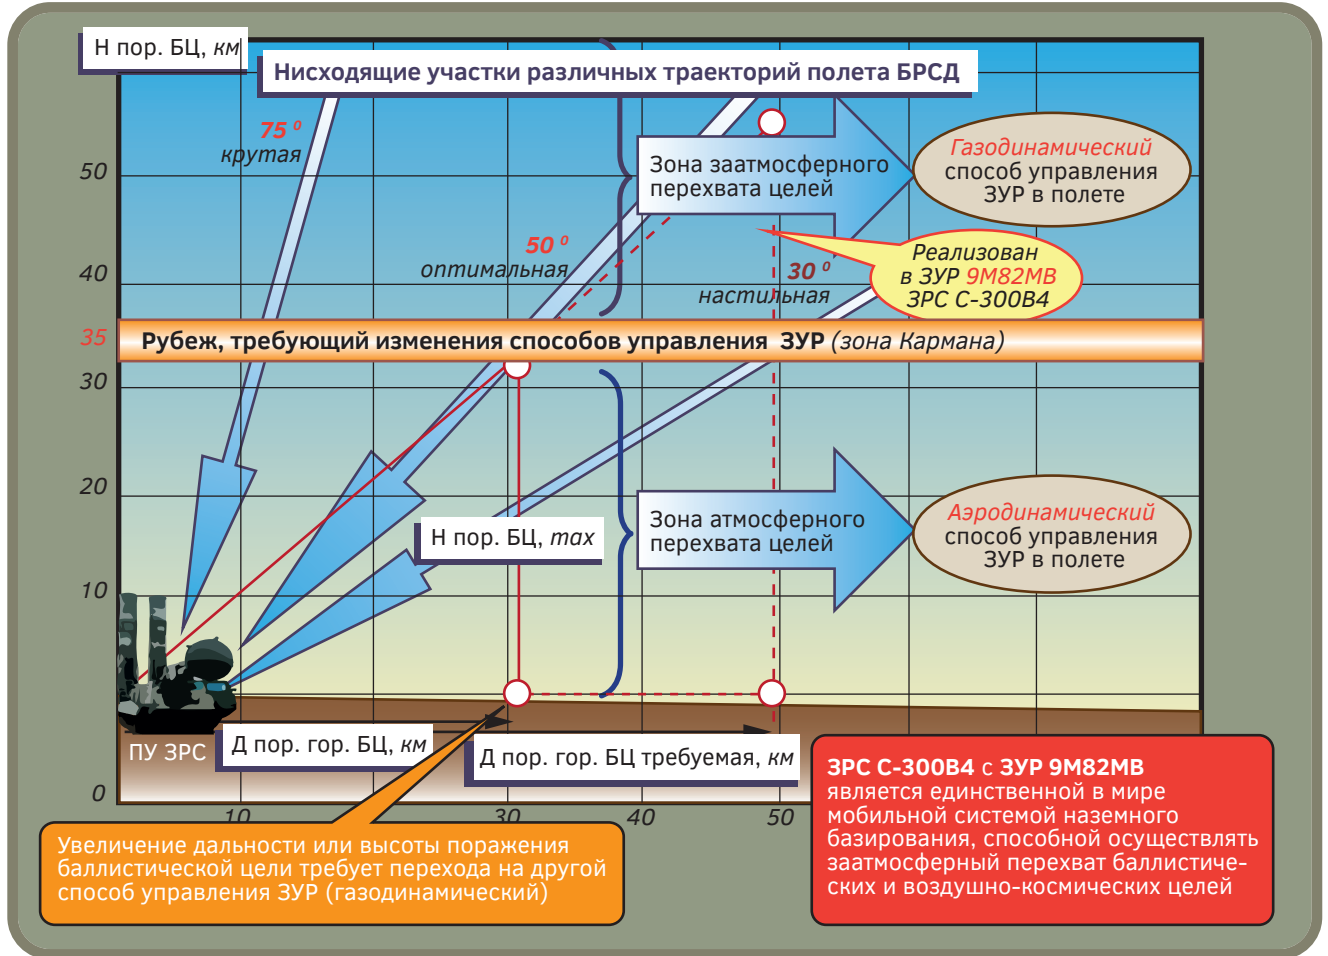 Н пор. БЦ, км
Нисходящие участки различных траекторий полета БРСД
75 ⁰
крутая
50
Зона заатмосферного
перехвата целей
Газодинамический
способ управления
ЗУР в полете
50 ⁰
оптимальная
30 ⁰
настильная
Реализован
в ЗУР 9М82МВ
ЗРС С-300В4
40
35
Рубеж, требующий изменения способов управления ЗУР (зона Кармана)
30
20
Н пор. БЦ, max
Зона атмосферного
перехвата целей
Аэродинамический
способ управления
ЗУР в полете
10
ПУ ЗРС
Д пор. гор. БЦ, км
Д пор. гор. БЦ требуемая, км
0
10
30
40
50
Увеличение дальности или высоты поражения
баллистической цели требует перехода на другой
способ управления ЗУР (газодинамический)
ЗРС С-300В4 с ЗУР 9М82МВ
является единственной в мире
мобильной системой наземного
базирования, способной осуществлять
заатмосферный перехват баллистиче-
ских и воздушно-космических целей